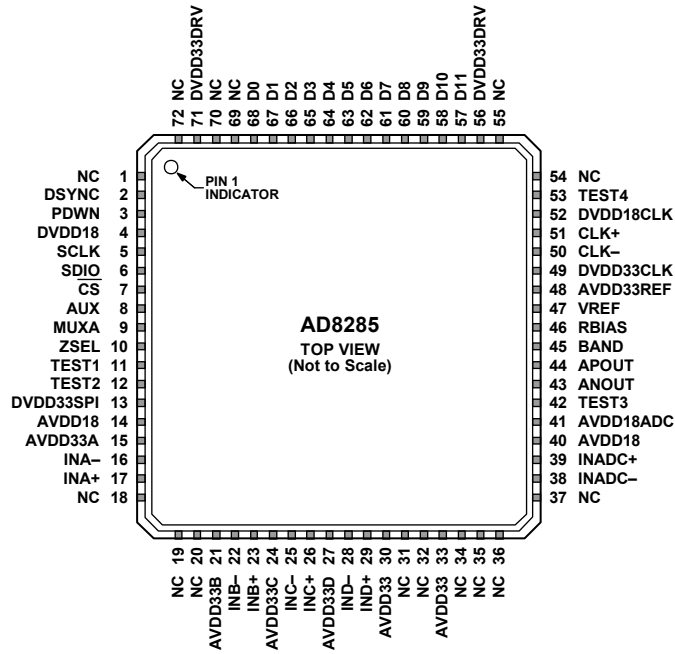 72 NC
71 DVDD33DRV
70 NC
69 NC
68 D0
67 D1
66 D2
65 D3
64 D4
63 D5
62 D6
61 D7
60 D8
59 D9
58 D10
57 D11
56 DVDD33DRV
55 NC
PIN 1
INDICATOR
NC 1
DSYNC 2
PDWN 3
DVDD18 4
SCLK 5
SDIO 6
CS 7
AUX 8
MUXA 9
ZSEL 10
TEST1 11
TEST2 12
DVDD33SPI 13
AVDD18 14
AVDD33A 15
INA– 16
INA+ 17
NC 18
AD8285
TOP VIEW
(Not to Scale)
54 NC
53 TEST4
52 DVDD18CLK
51 CLK+
50 CLK–
49 DVDD33CLK
48 AVDD33REF
47 VREF
46 RBIAS
45 BAND
44 APOUT
43 ANOUT
42 TEST3
41 AVDD18ADC
40 AVDD18
39 INADC+
38 INADC–
37 NC
NC 19
NC 20
AVDD33B 21
INB– 22
INB+ 23
AVDD33C 24
INC– 25
INC+ 26
AVDD33D 27
IND– 28
IND+ 29
AVDD33 30
NC 31
NC 32
AVDD33 33
NC 34
NC 35
NC 36